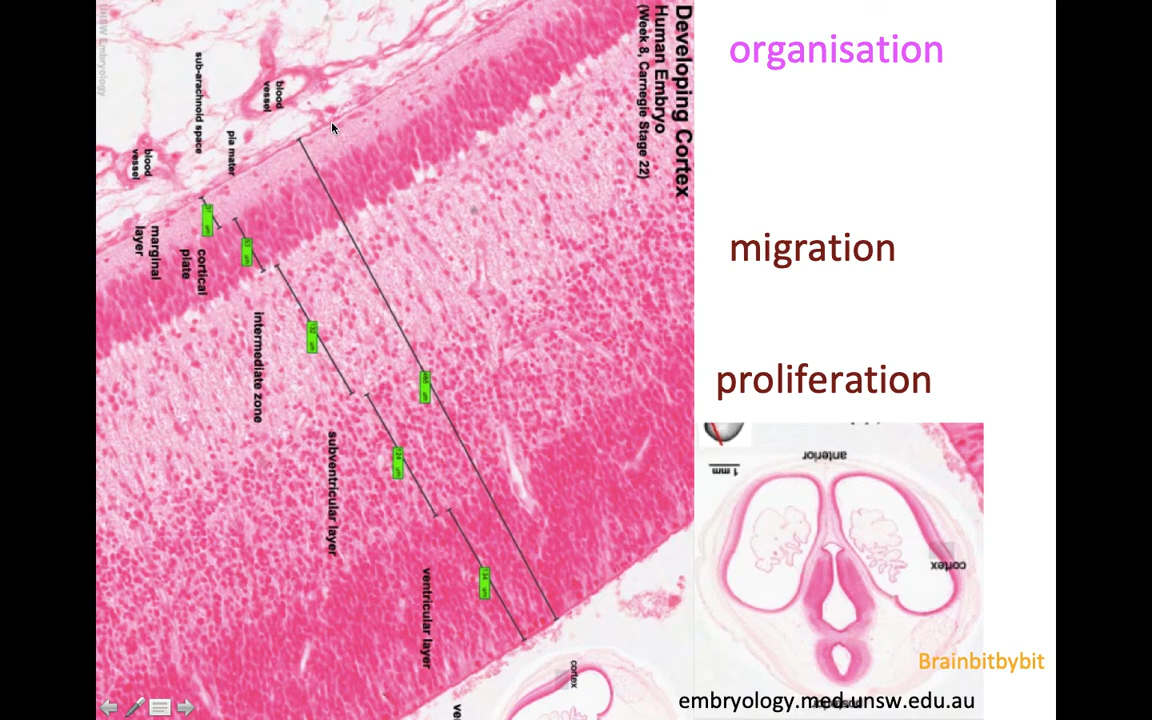 Developing Cortex
Human Embryo
(Week 8, Carnegie Stage 22)
UNSW Embryology
blood
vessel
sub-arachnoid space
pia mater
blood
vessel
marginal
layer
cortical
plate
intermediate zone
subventricular layer
ventricular layer
cortex
organisation
migration
proliferation
anterior
1 mm
cortex
Brainbitbybit
embryology.med.unsw.edu.au